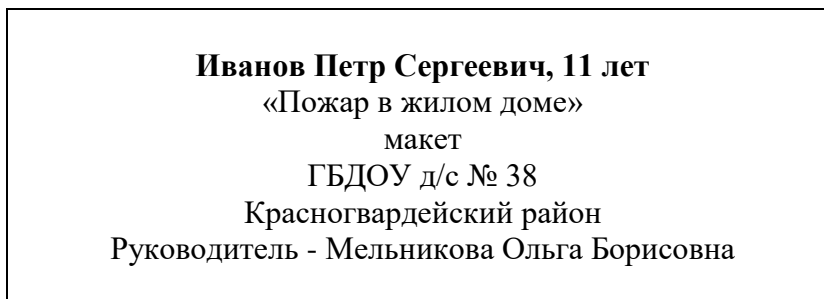 Иванов Петр Сергеевич, 11 лет
«Пожар в жилом доме»
макет
ГБДОУ д/с № 38
Красногвардейский район
Руководитель - Мельникова Ольга Борисовна